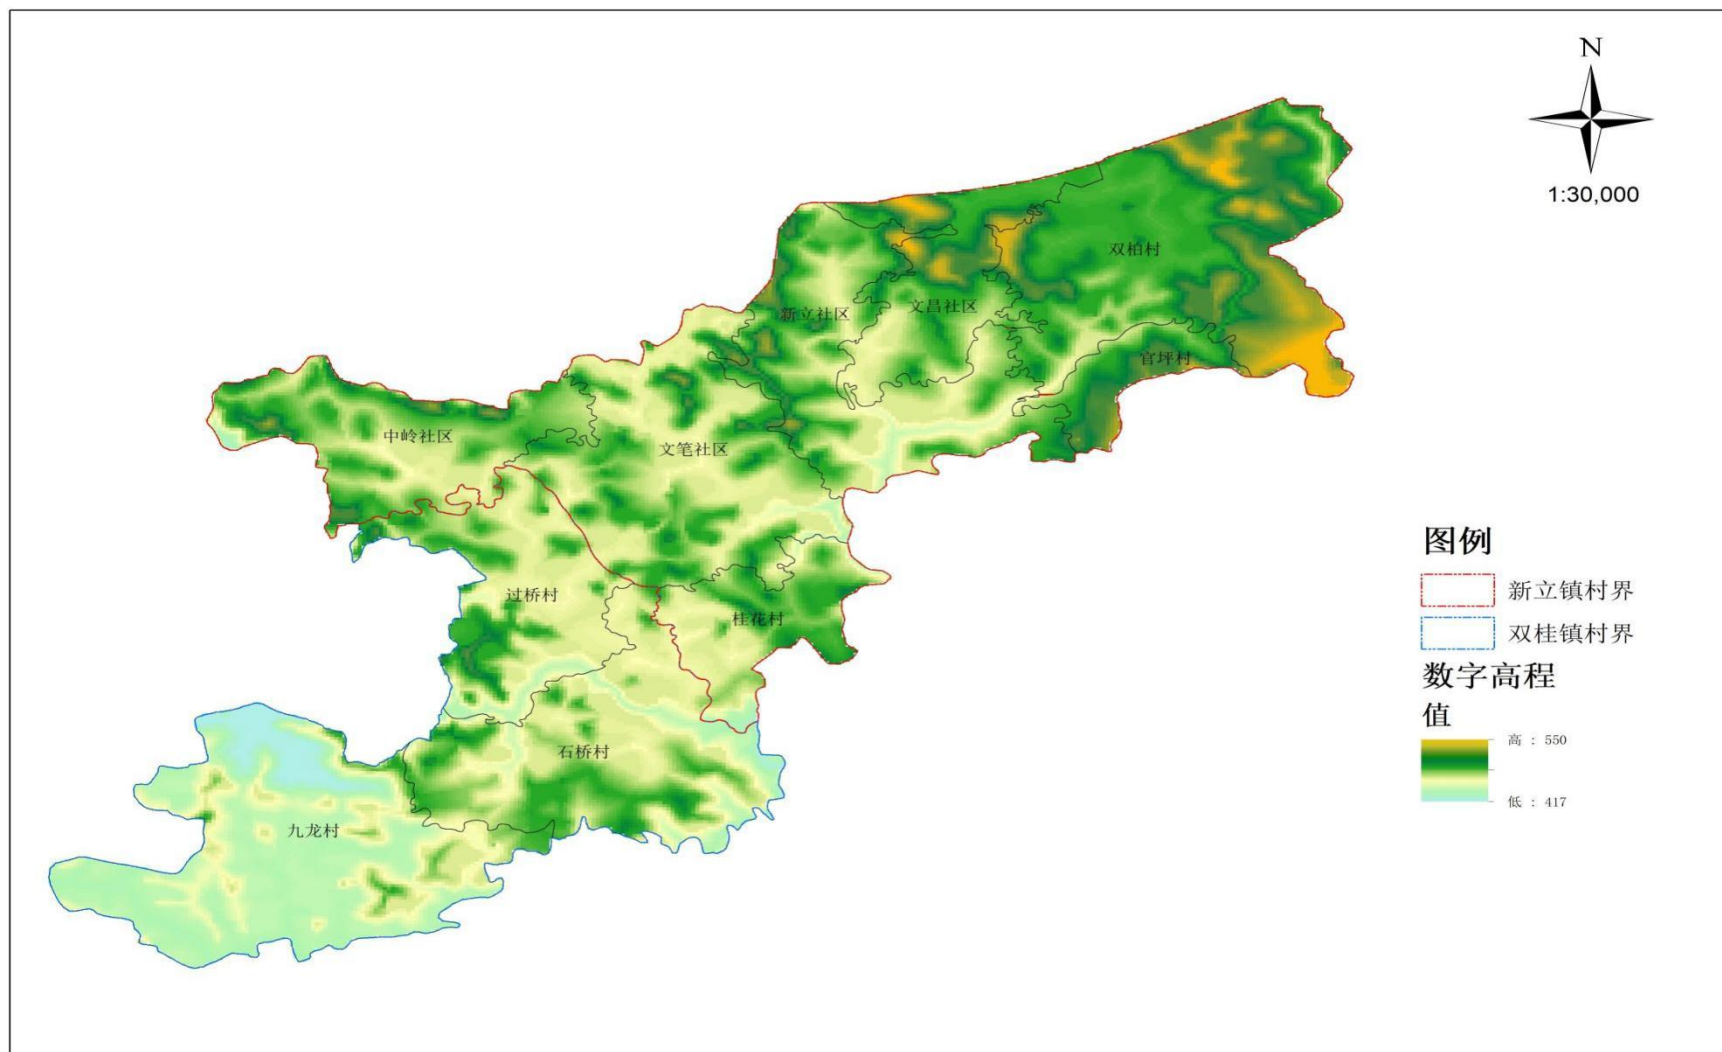 N
1:30,000
双柏村
新立社区
文昌社区
官坪村
中岭社区
文笔社区
过桥村
桂花村
石桥村
九龙村
图例
新立镇村界
双桂镇村界
数字高程
值
高 : 550
低 : 417